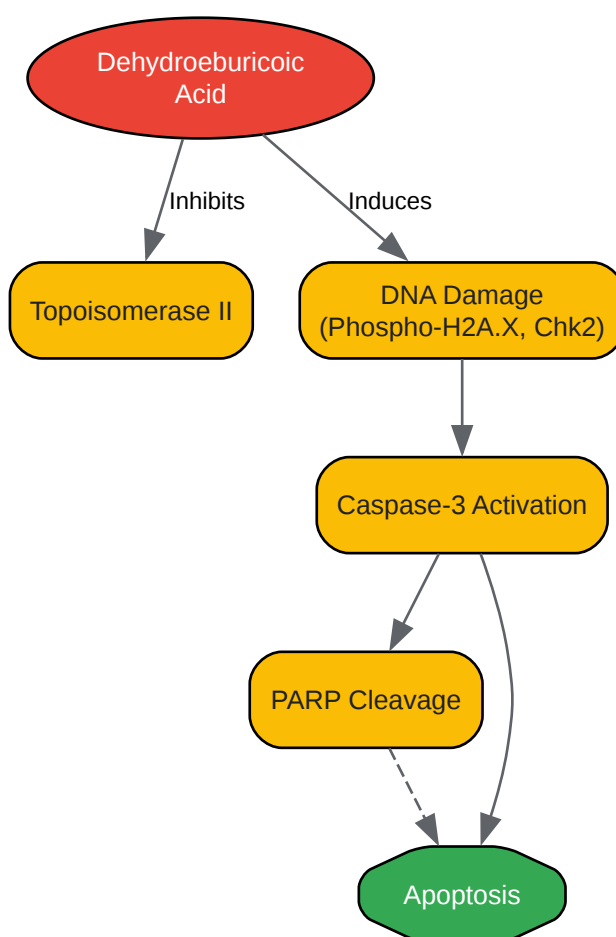 Dehydroeburicoic
Acid
Inhibits
Induces
Topoisomerase II
DNA Damage
(Phospho-H2A.X, Chk2)
Caspase-3 Activation
PARP Cleavage
Apoptosis